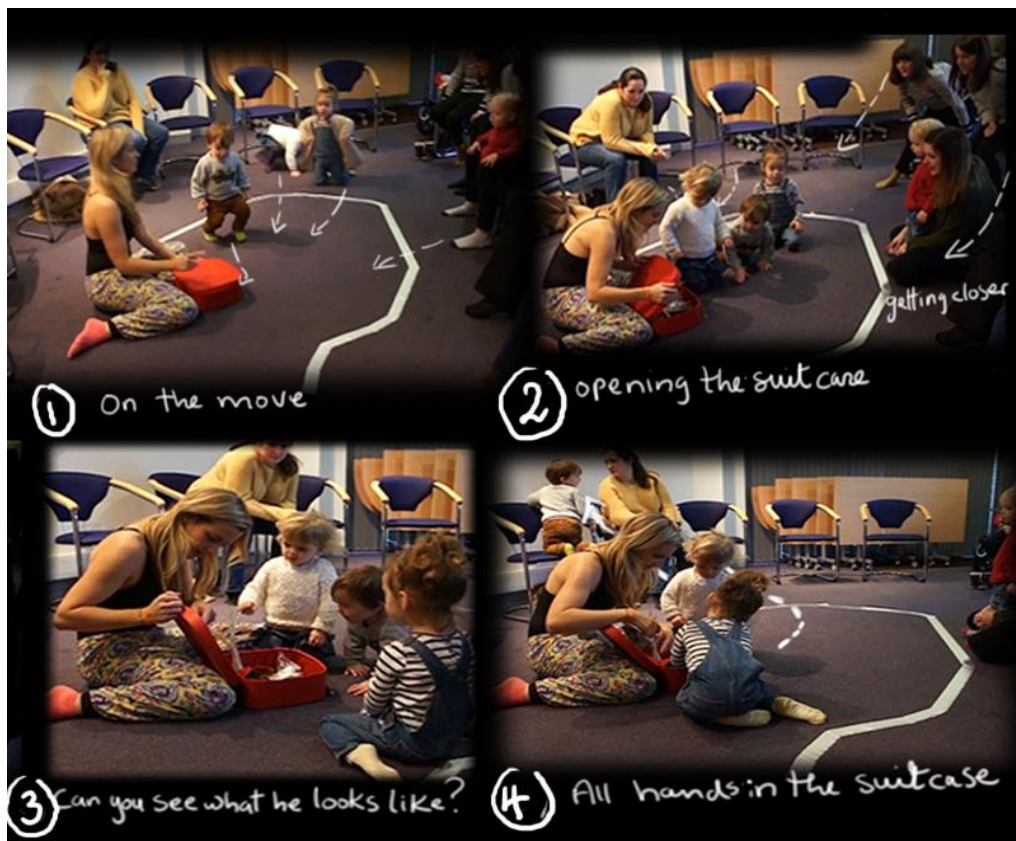 getting closer
1 On the move
2 opening the suitcase
3 Can you see what he looks like?
4 All hands in the suitcase